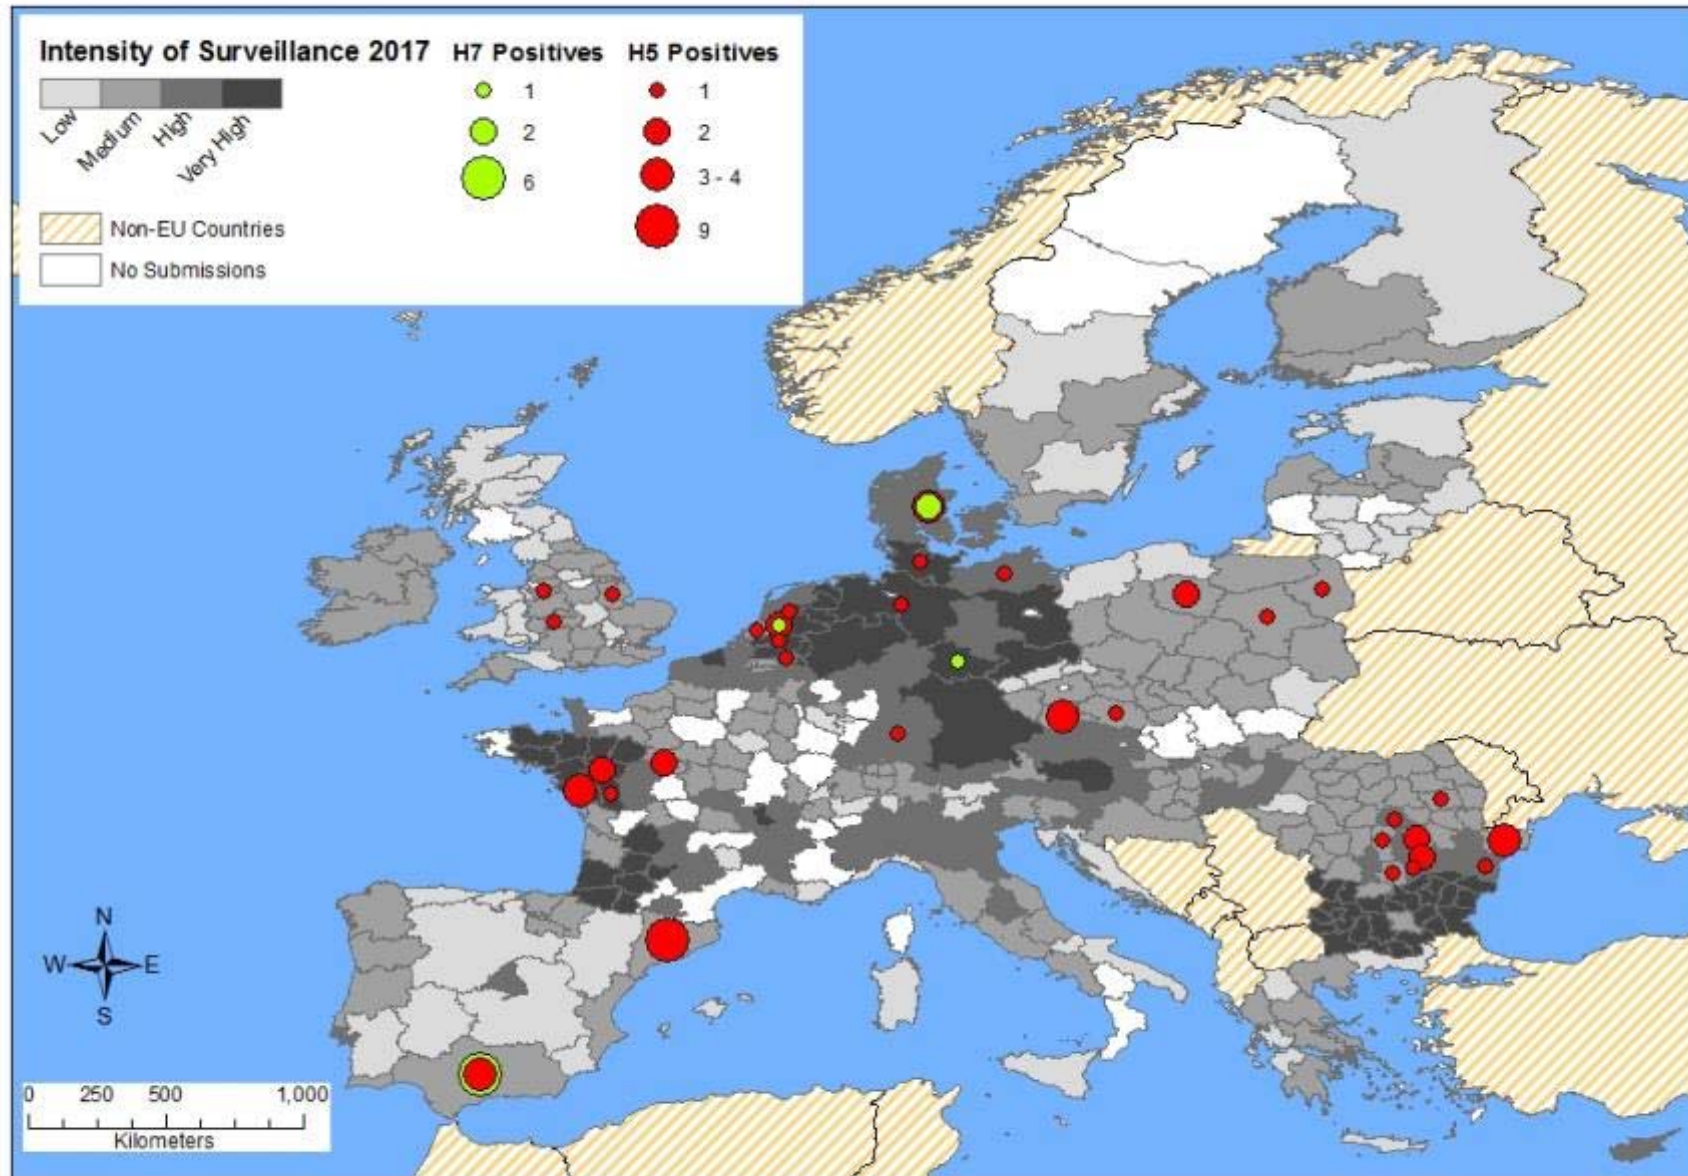 Intensity of Surveillance 2017
Low
Medium
High
Very High
Non-EU Countries
No Submissions
H7 Positives
1
2
6
H5 Positives
1
2
3 - 4
9
N
W E
S
0 250 500 1,000
Kilometers